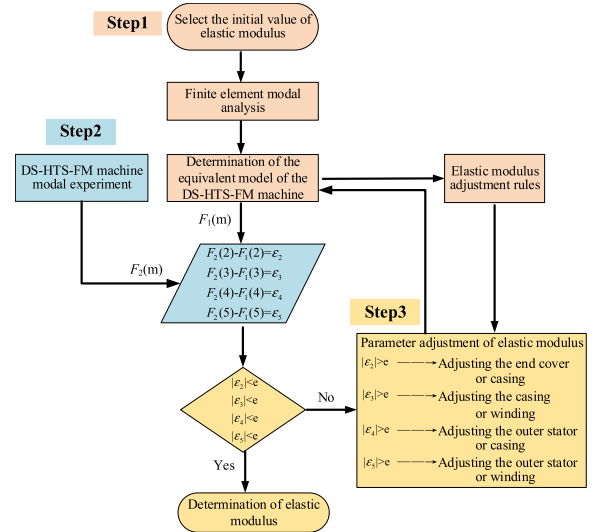 Step1
Select the initial value of
elastic modulus
Finite element modal
analysis
Step2
DS-HTS-FM machine
modal experiment
Determination of the
equivalent model of the
DS-HTS-FM machine
Elastic modulus
adjustment rules
F₁(m)
F₂(m)
F₂(2)-F₁(2)=ε₂
F₂(3)-F₁(3)=ε₃
F₂(4)-F₁(4)=ε₄
F₂(5)-F₁(5)=ε₅
Step3
Parameter adjustment of elastic modulus
|ε₂|>e → Adjusting the end cover
or casing
|ε₃|>e → Adjusting the casing
or winding
|ε₄|>e → Adjusting the outer stator
or casing
|ε₅|>e → Adjusting the outer stator
or winding
|ε₂|<e
|ε₃|<e
|ε₄|<e
|ε₅|<e
No
Yes
Determination of elastic
modulus